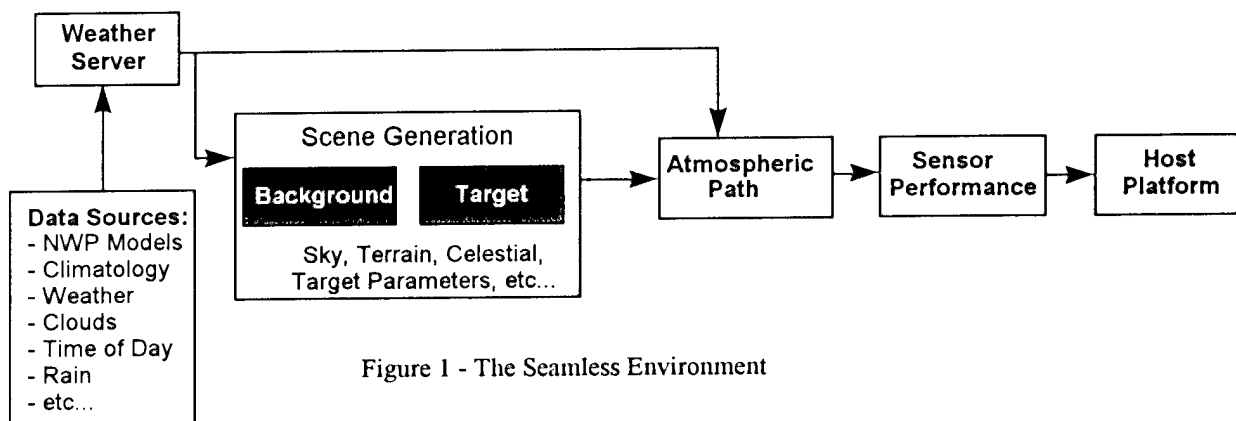 Weather
Server
Scene Generation
Background
Target
Sky, Terrain, Celestial,
Target Parameters, etc...
Atmospheric
Path
Sensor
Performance
Host
Platform
Data Sources:
- NWP Models
- Climatology
- Weather
- Clouds
- Time of Day
- Rain
- etc...
Figure 1 - The Seamless Environment